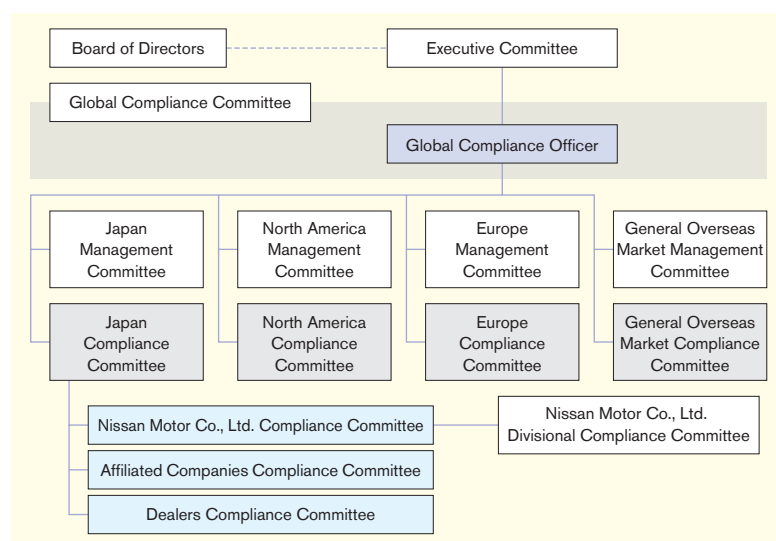 Board of Directors
Executive Committee
Global Compliance Committee
Global Compliance Officer
Japan
Management
Committee
North America
Management
Committee
Europe
Management
Committee
General Overseas
Market Management
Committee
Japan
Compliance
Committee
North America
Compliance
Committee
Europe
Compliance
Committee
General Overseas
Market Compliance
Committee
Nissan Motor Co., Ltd. Compliance Committee
Nissan Motor Co., Ltd.
Divisional Compliance Committee
Affiliated Companies Compliance Committee
Dealers Compliance Committee